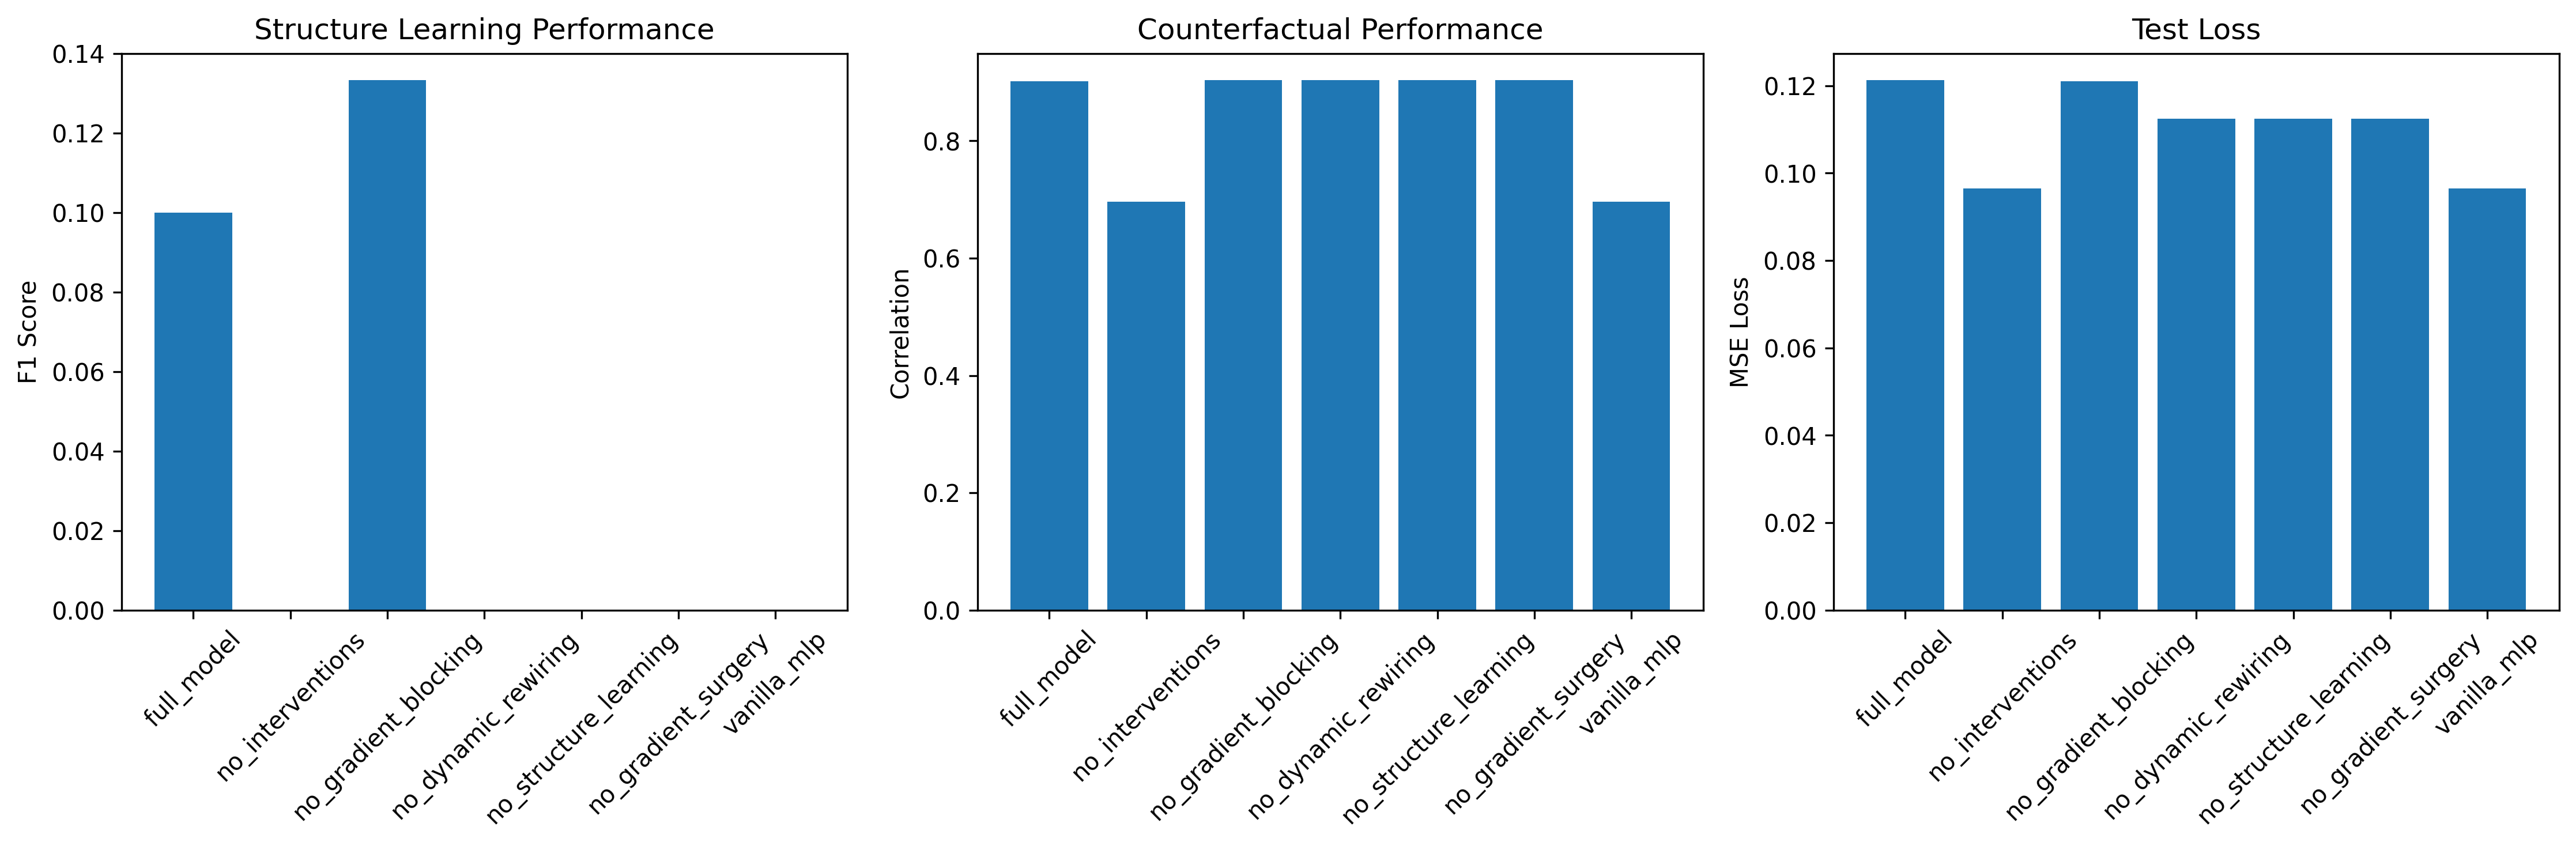 Structure Learning Performance
F1 Score
0.14
0.12
0.10
0.08
0.06
0.04
0.02
0.00
full_model
no_interventions
no_gradient_blocking
no_dynamic_rewiring
no_structure_learning
no_gradient_surgery
vanilla_mlp
Counterfactual Performance
Correlation
0.8
0.6
0.4
0.2
0.0
full_model
no_interventions
no_gradient_blocking
no_dynamic_rewiring
no_structure_learning
no_gradient_surgery
vanilla_mlp
Test Loss
MSE Loss
0.12
0.10
0.08
0.06
0.04
0.02
0.00
full_model
no_interventions
no_gradient_blocking
no_dynamic_rewiring
no_structure_learning
no_gradient_surgery
vanilla_mlp